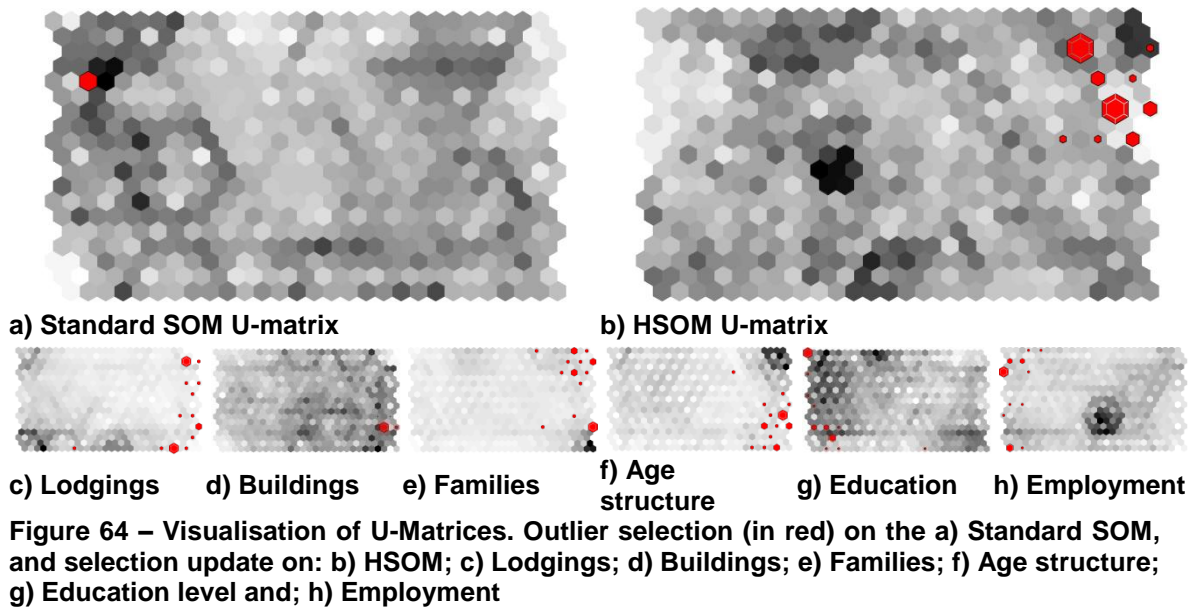 a) Standard SOM U-matrix
b) HSOM U-matrix
c) Lodgings
d) Buildings
e) Families
f) Age
structure
g) Education
h) Employment
Figure 64 – Visualisation of U-Matrices. Outlier selection (in red) on the a) Standard SOM,
and selection update on: b) HSOM; c) Lodgings; d) Buildings; e) Families; f) Age structure;
g) Education level and; h) Employment